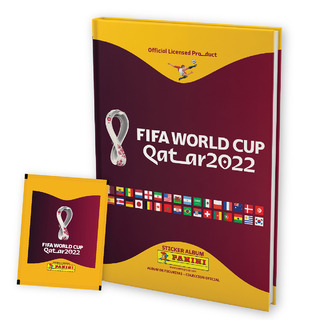 Official Licensed Product
FIFA WORLD CUP
Qatar2022
STICKER ALBUM
PANINI
FIFA WORLD CUP
Qatar2022
PANINI